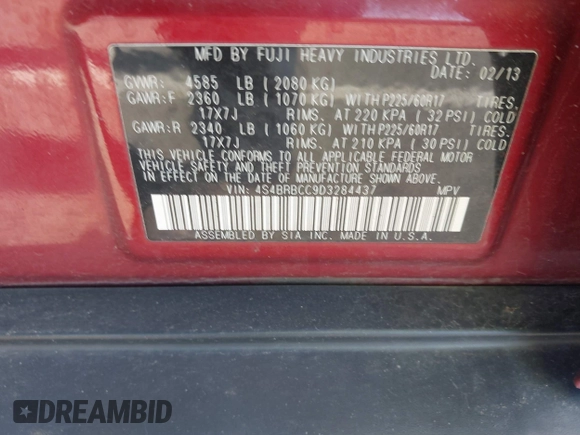 MFD BY FUJI HEAVY INDUSTRIES LTD.
DATE: 02/13
GVWR: 4585 LB ( 2080 KG)
GAWR:F 2360 LB ( 1070 KG) WITH P225/60R17 TIRES.
17X7J RIMS. AT 220 KPA ( 32 PSI) COLD
GAWR:R 2340 LB ( 1060 KG) WITH P225/60R17 TIRES.
17X7J RIMS. AT 210 KPA ( 30 PSI) COLD
THIS VEHICLE CONFORMS TO ALL APPLICABLE FEDERAL MOTOR
VEHICLE SAFETY AND THEFT PREVENTION STANDARDS
IN EFFECT ON THE DATE OF MANUFACTURE SHOWN ABOVE.
VIN: 4S4BRBCC9D3284437 MPV
ASSEMBLED BY SIA INC. MADE IN U.S.A.
DREAMBID